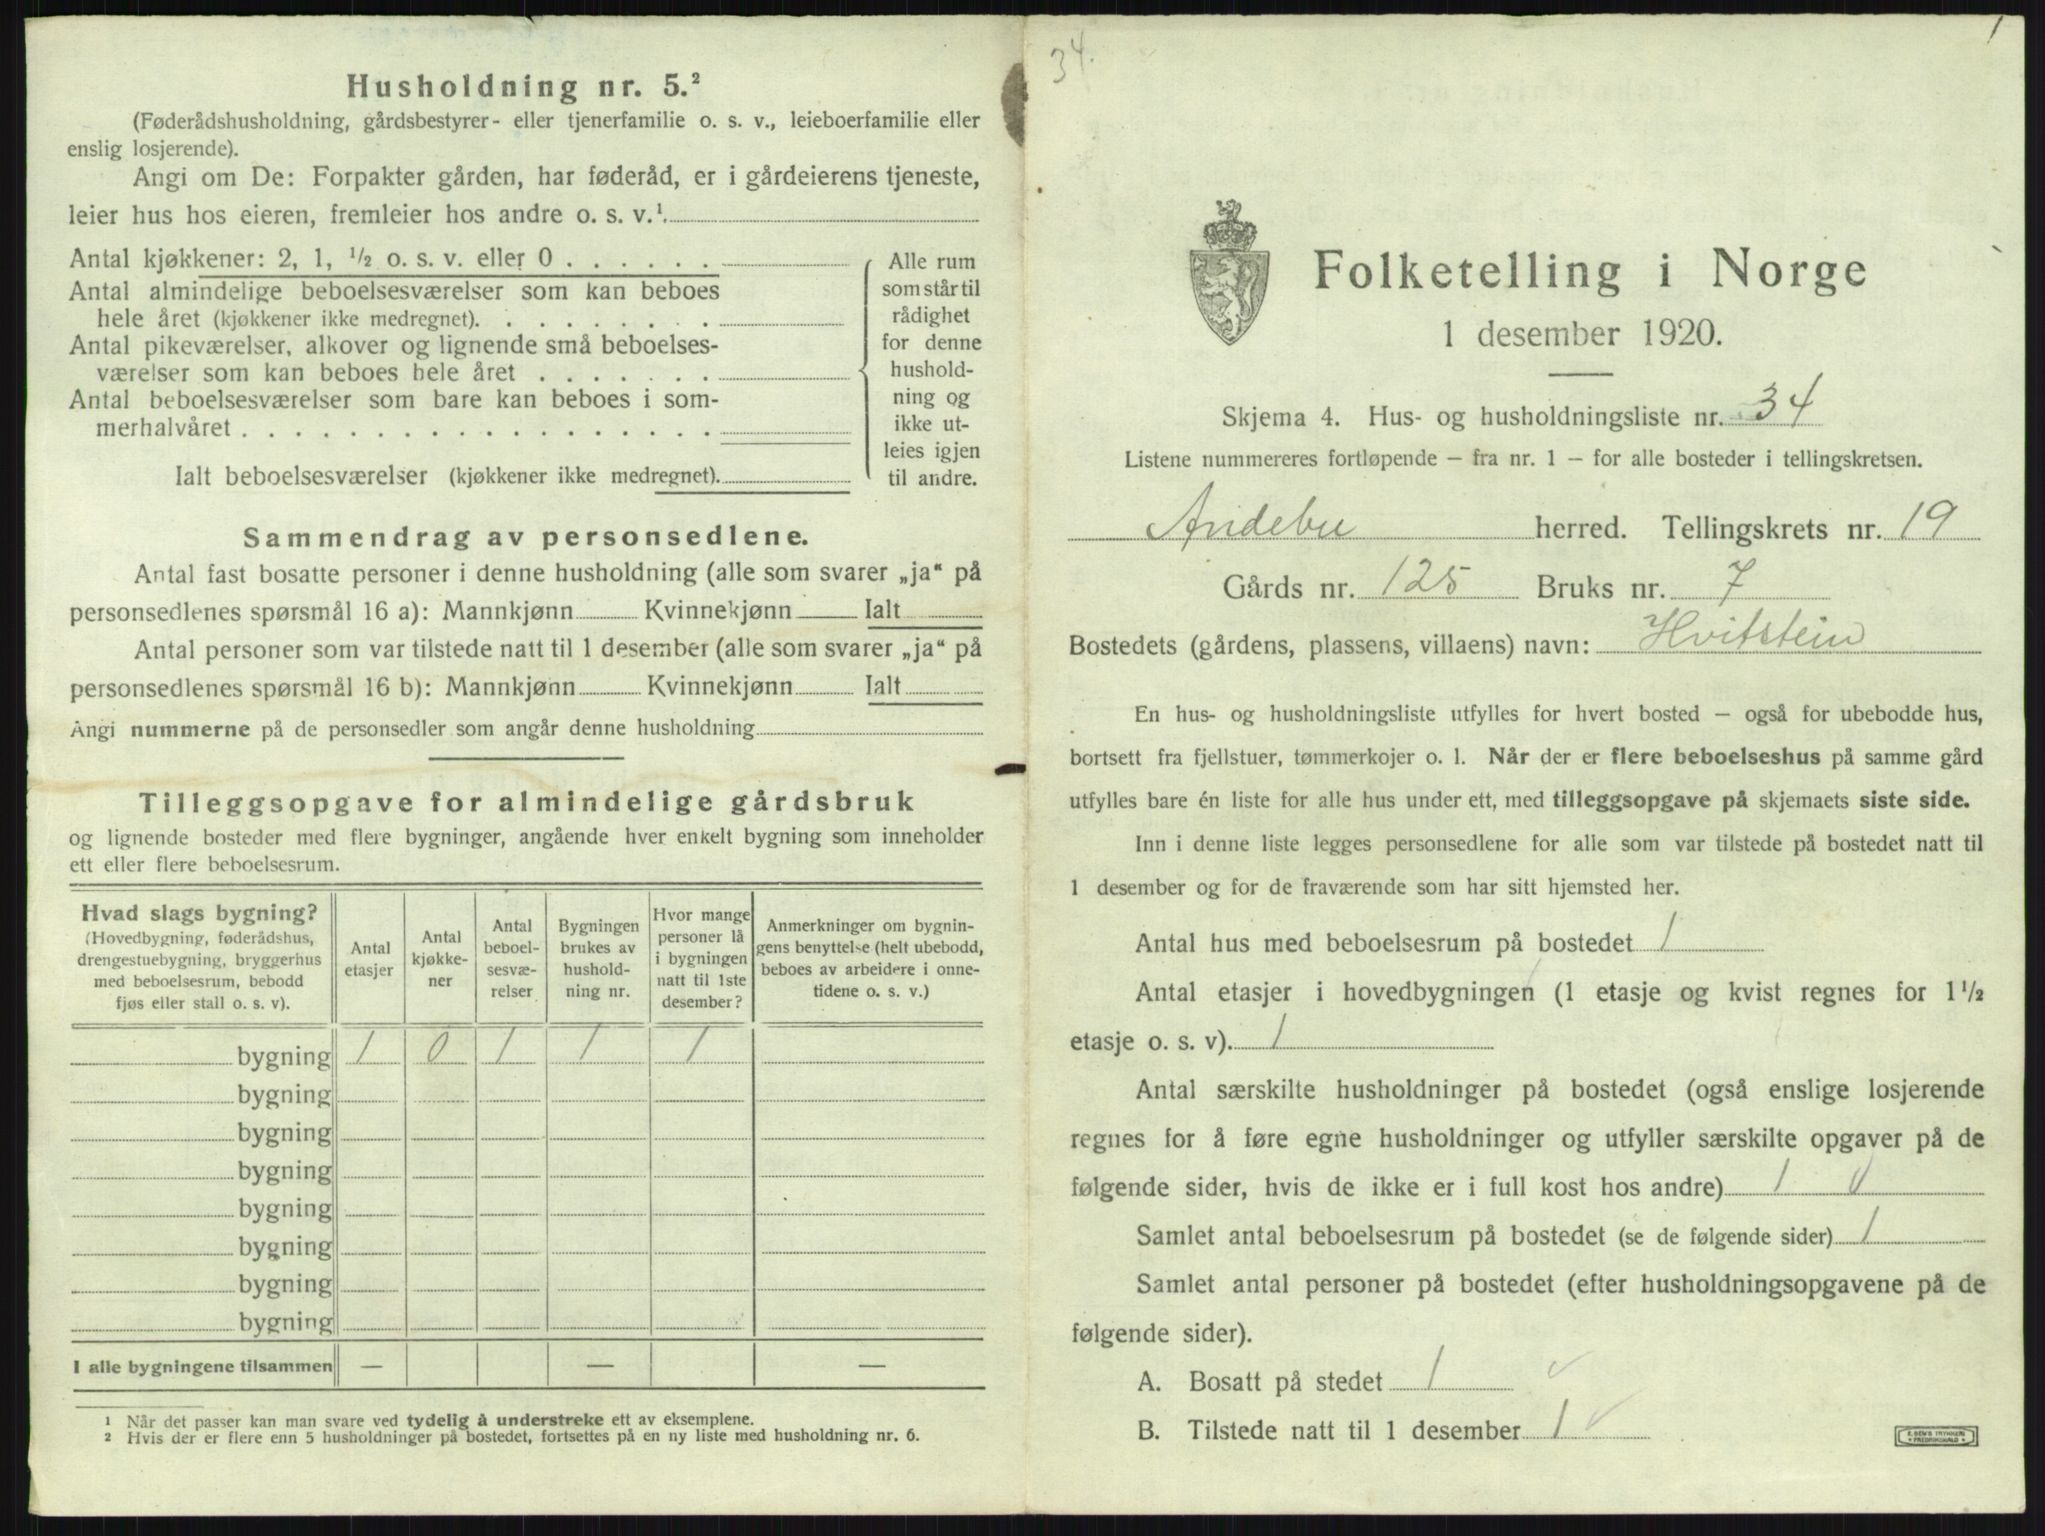 Husholdning nr. 5.²
(Føderådshusholdning, gårdsbestyrer- eller tjenerfamilie o. s. v., leieboerfamilie eller
enslig losjerende).
Angi om De: Forpakter gården, har føderåd, er i gårdeierens tjeneste,
leier hus hos eieren, fremleier hos andre o. s. v.¹.
Antal kjøkkener: 2, 1, ½ o. s. v. eller 0 . . . . . .
Antal almindelige beboelsesværelser som kan beboes
hele året (kjøkkener ikke medregnet). . . . . . . . .
Antal pikeværelser, alkover og lignende små beboelses-
værelser som kan beboes hele året . . . . . . .
Antal beboelsesværelser som bare kan beboes i som-
merhalvåret . . . . . . . . . . . . . . . . . .
Ialt beboelsesværelser (kjøkkener ikke medregnet).
Alle rum
som står til
rådighet
for denne
hushold-
ning og
ikke ut-
leies igjen
til andre.
Sammendrag av personsedlene.
Antal fast bosatte personer i denne husholdning (alle som svarer „ja“ på
personsedlenes spørsmål 16 a): Mannkjønn Kvinnekjønn Ialt
Antal personer som var tilstede natt til 1 desember (alle som svarer „ja“ på
personsedlenes spørsmål 16 b): Mannkjønn Kvinnekjønn Ialt
Angi nummerne på de personsedler som angår denne husholdning
Tilleggsopgave for almindelige gårdsbruk
og lignende bosteder med flere bygninger, angående hver enkelt bygning som inneholder
ett eller flere beboelsesrum.
Hvad slags bygning?
(Hovedbygning, føderådshus,
drengestuebygning, bryggerhus
med beboelsesrum, bebodd
fjøs eller stall o. s. v).
Antal
etasjer
Antal
kjøkke-
ner
Antal
beboel-
sesvæ-
relser
Bygningen
brukes av
hushold-
ning nr.
Hvor mange
personer lå
i bygningen
natt til 1ste
desember?
Anmerkninger om bygnin-
gens benyttelse (helt ubebodd,
beboes av arbeidere i onne-
tidene o. s. v.)
bygning 1 0 1 1 1
bygning
bygning
bygning
bygning
bygning
bygning
bygning
I alle bygningene tilsammen — — —
1 Når det passer kan man svare ved tydelig å understreke ett av eksemplene.
2 Hvis der er flere enn 5 husholdninger på bostedet, fortsettes på en ny liste med husholdning nr. 6.
34.
1
Folketelling i Norge
1 desember 1920.
Skjema 4. Hus- og husholdningsliste nr. 34
Listene nummereres fortløpende — fra nr. 1 — for alle bosteder i tellingskretsen.
Andebu herred. Tellingskrets nr. 19
Gårds nr. 125 Bruks nr. 7
Bostedets (gårdens, plassens, villaens) navn: Hvitstein
En hus- og husholdningsliste utfylles for hvert bosted — også for ubebodde hus,
bortsett fra fjellstuer, tømmerkojer o. l. Når der er flere beboelseshus på samme gård
utfylles bare én liste for alle hus under ett, med tilleggsopgave på skjemaets siste side.
Inn i denne liste legges personsedlene for alle som var tilstede på bostedet natt til
1 desember og for de fraværende som har sitt hjemsted her.
Antal hus med beboelsesrum på bostedet 1
Antal etasjer i hovedbygningen (1 etasje og kvist regnes for 1½
etasje o. s. v). 1
Antal særskilte husholdninger på bostedet (også enslige losjerende
regnes for å føre egne husholdninger og utfyller særskilte opgaver på de
følgende sider, hvis de ikke er i full kost hos andre) 1
Samlet antal beboelsesrum på bostedet (se de følgende sider) 1
Samlet antal personer på bostedet (efter husholdningsopgavene på de
følgende sider).
A. Bosatt på stedet 1
B. Tilstede natt til 1 desember 1